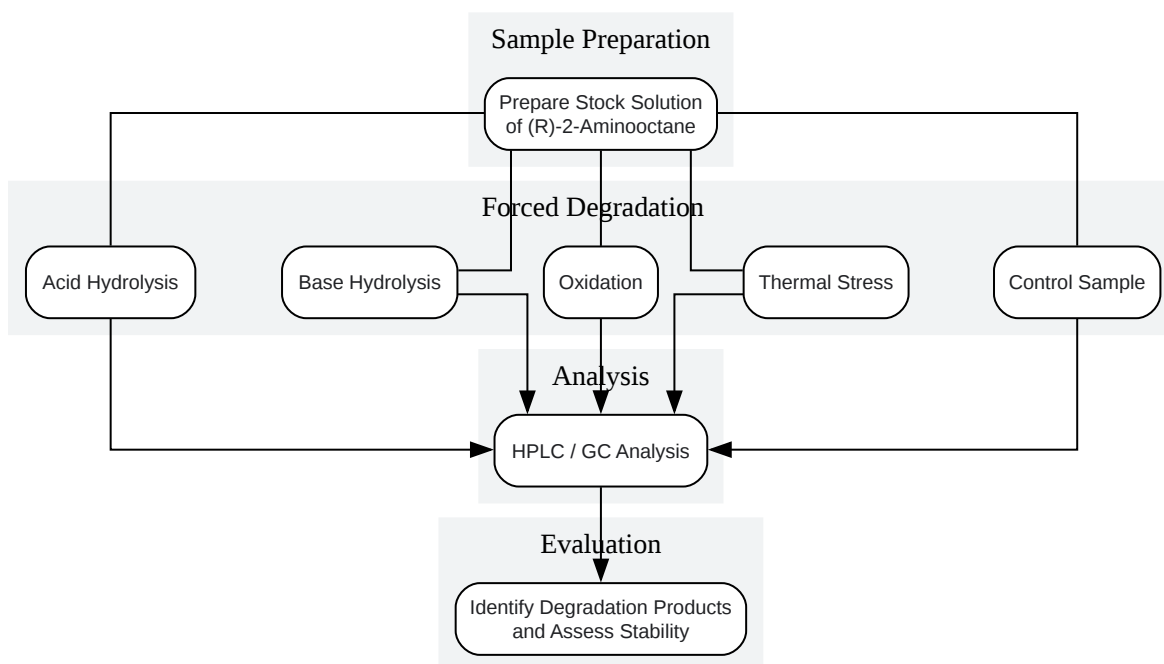 Sample Preparation
Prepare Stock Solution
of (R)-2-Aminooctane
Forced Degradation
Acid Hydrolysis
Base Hydrolysis
Oxidation
Thermal Stress
Control Sample
Analysis
HPLC / GC Analysis
Evaluation
Identify Degradation Products
and Assess Stability